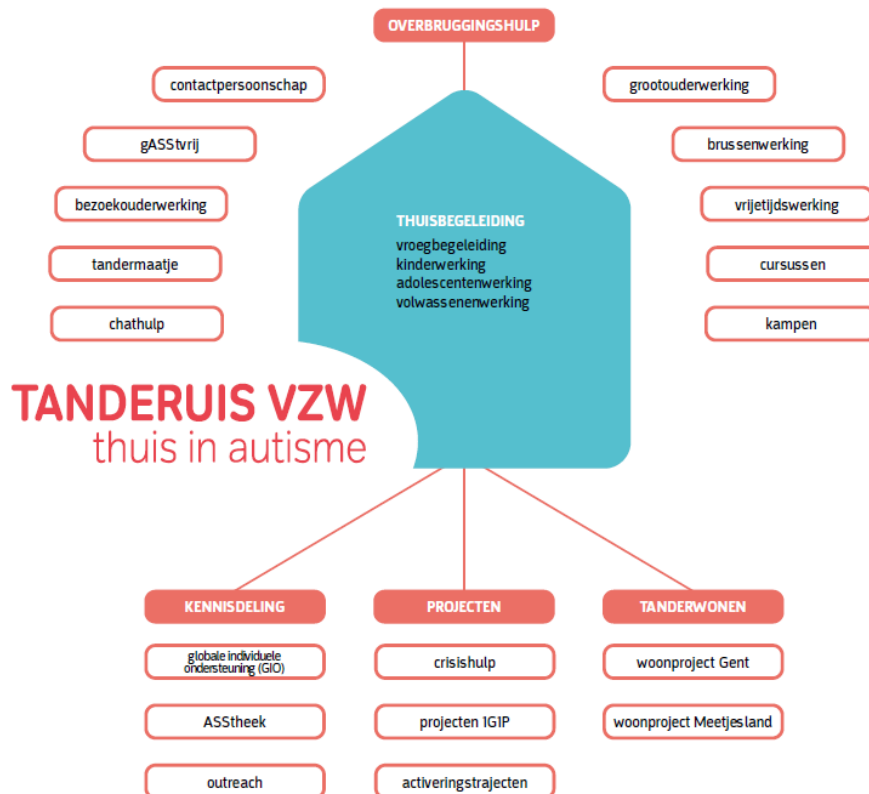 OVERBRUGGINGSHULP
contactpersoonschap
grootouderwerking
gASStvrij
brussenwerking
bezoekouderwerking
vrijetijdswerking
tandermaatje
cursussen
chathulp
kampen
THUISBEGELEIDING
vroegbegeleiding
kinderwerking
adolescentenwerking
volwassenenwerking
TANDERUIS VZW
thuis in autisme
KENNISDELING
globale individuele
ondersteuning (GIO)
ASStheek
outreach
PROJECTEN
crisishulp
projecten 1G1P
activeringstrajecten
TANDERWONEN
woonproject Gent
woonproject Meetjesland